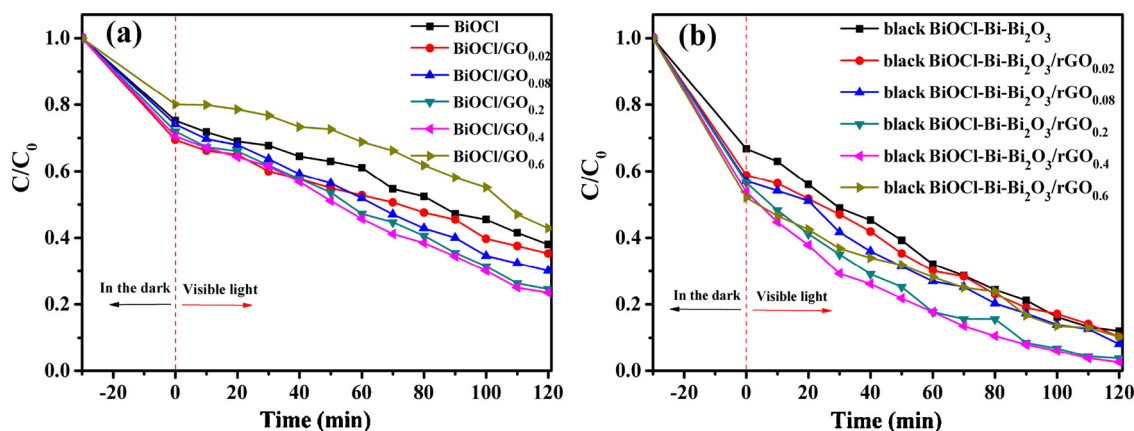 (a)
BiOCl
BiOCl/GO0.02
BiOCl/GO0.08
BiOCl/GO0.2
BiOCl/GO0.4
BiOCl/GO0.6
C/C0
1.0
0.8
0.6
0.4
0.2
0.0
In the dark
Visible light
-20 0 20 40 60 80 100 120
Time (min)
(b)
black BiOCl-Bi-Bi2O3
black BiOCl-Bi-Bi2O3/rGO0.02
black BiOCl-Bi-Bi2O3/rGO0.08
black BiOCl-Bi-Bi2O3/rGO0.2
black BiOCl-Bi-Bi2O3/rGO0.4
black BiOCl-Bi-Bi2O3/rGO0.6
C/C0
1.0
0.8
0.6
0.4
0.2
0.0
In the dark
Visible light
-20 0 20 40 60 80 100 120
Time (min)